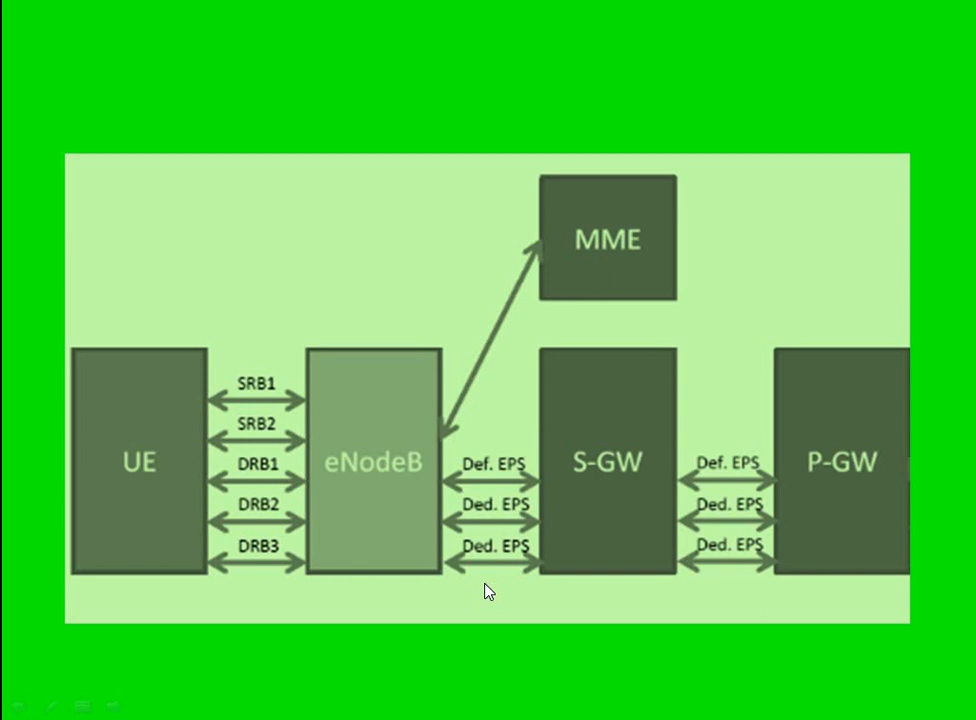 MME
SRB1
SRB2
DRB1
DRB2
DRB3
UE
eNodeB
Def. EPS
Ded. EPS
Ded. EPS
S-GW
Def. EPS
Ded. EPS
Ded. EPS
P-GW